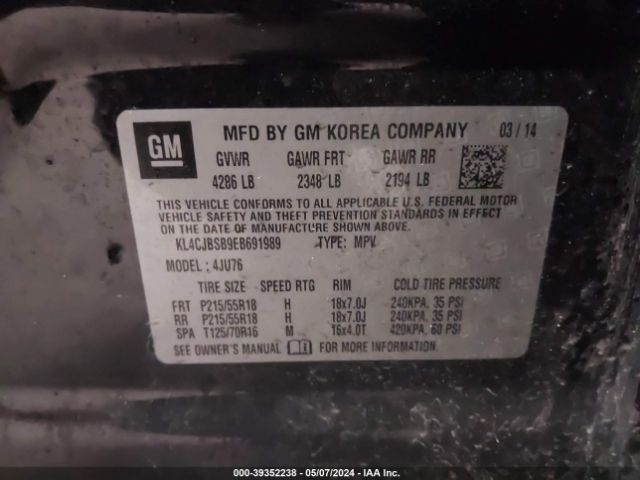 GM MFD BY GM KOREA COMPANY 03 / 14
GVWR GAWR FRT GAWR RR
4286 LB 2348 LB 2194 LB
THIS VEHICLE CONFORMS TO ALL APPLICABLE U.S. FEDERAL MOTOR
VEHICLE SAFETY AND THEFT PREVENTION STANDARDS IN EFFECT
ON THE DATE OF MANUFACTURE SHOWN ABOVE.
KL4CJBSB9EB691989 TYPE: MPV
MODEL : 4JU76
TIRE SIZE SPEED RTG RIM COLD TIRE PRESSURE
FRT P215/55R18 H 18x7.0J 240KPA, 35 PSI
RR P215/55R18 H 18x7.0J 240KPA, 35 PSI
SPA T125/70R16 M 16x4.0T 420KPA, 60 PSI
SEE OWNER'S MANUAL FOR MORE INFORMATION.
000-39352238 - 05/07/2024 - IAA Inc.